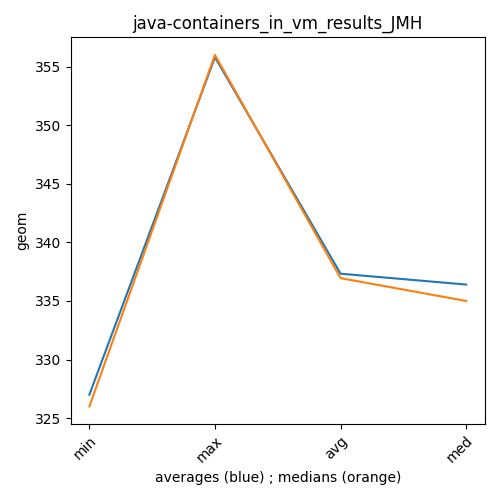 java-containers_in_vm_results_JMH
355
350
345
340
335
330
325
geom
min
max
avg
med
averages (blue) ; medians (orange)